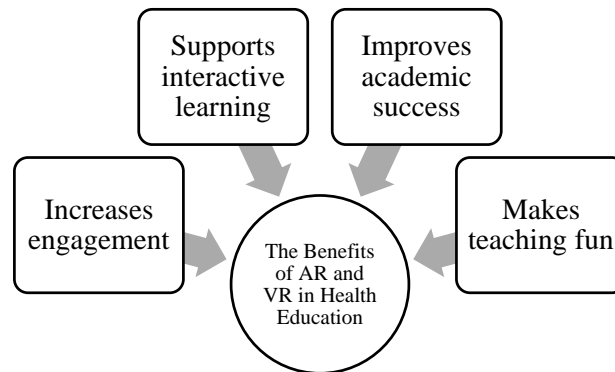 Supports
interactive
learning
Improves
academic
success
Increases
engagement
Makes
teaching fun
The Benefits
of AR and
VR in Health
Education